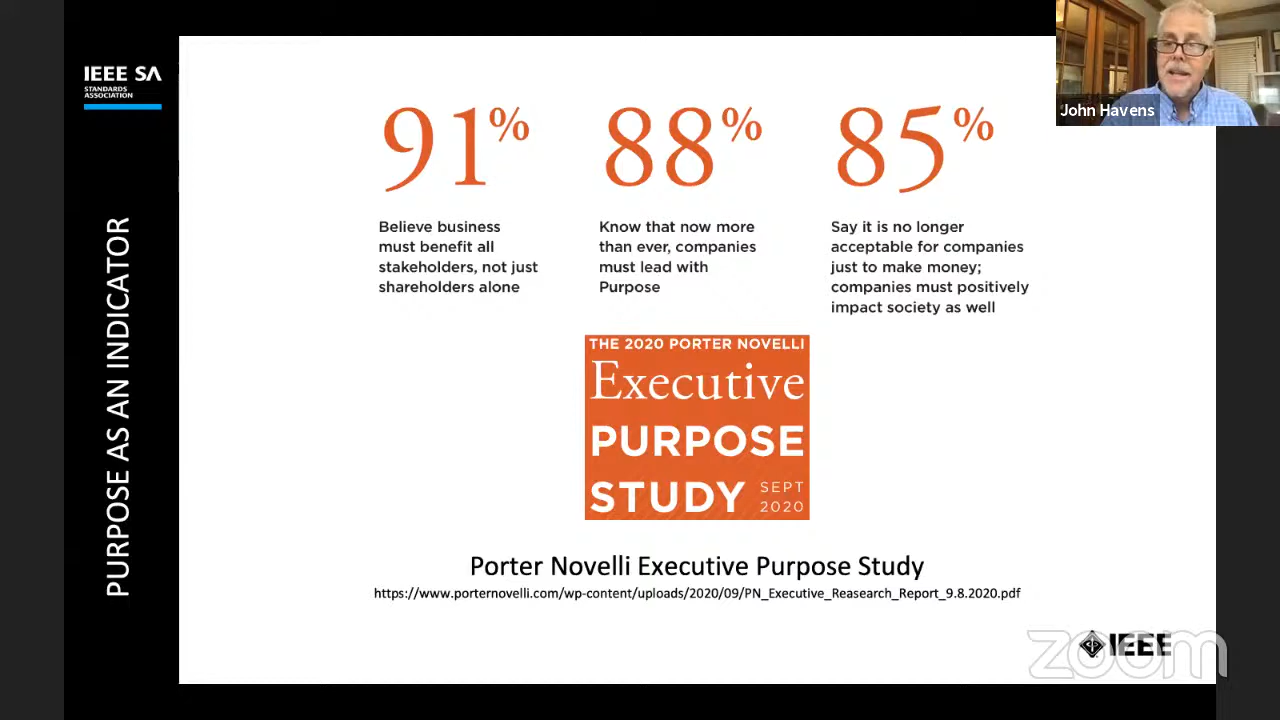 IEEE SA
STANDARDS
ASSOCIATION
PURPOSE AS AN INDICATOR
91%
Believe business
must benefit all
stakeholders, not just
shareholders alone
88%
Know that now more
than ever, companies
must lead with
Purpose
85%
Say it is no longer
acceptable for companies
just to make money;
companies must positively
impact society as well
THE 2020 PORTER NOVELLI
Executive
PURPOSE
STUDY SEPT
2020
Porter Novelli Executive Purpose Study
https://www.porternovelli.com/wp-content/uploads/2020/09/PN_Executive_Reasearch_Report_9.8.2020.pdf
John Havens
IEEE
zoom